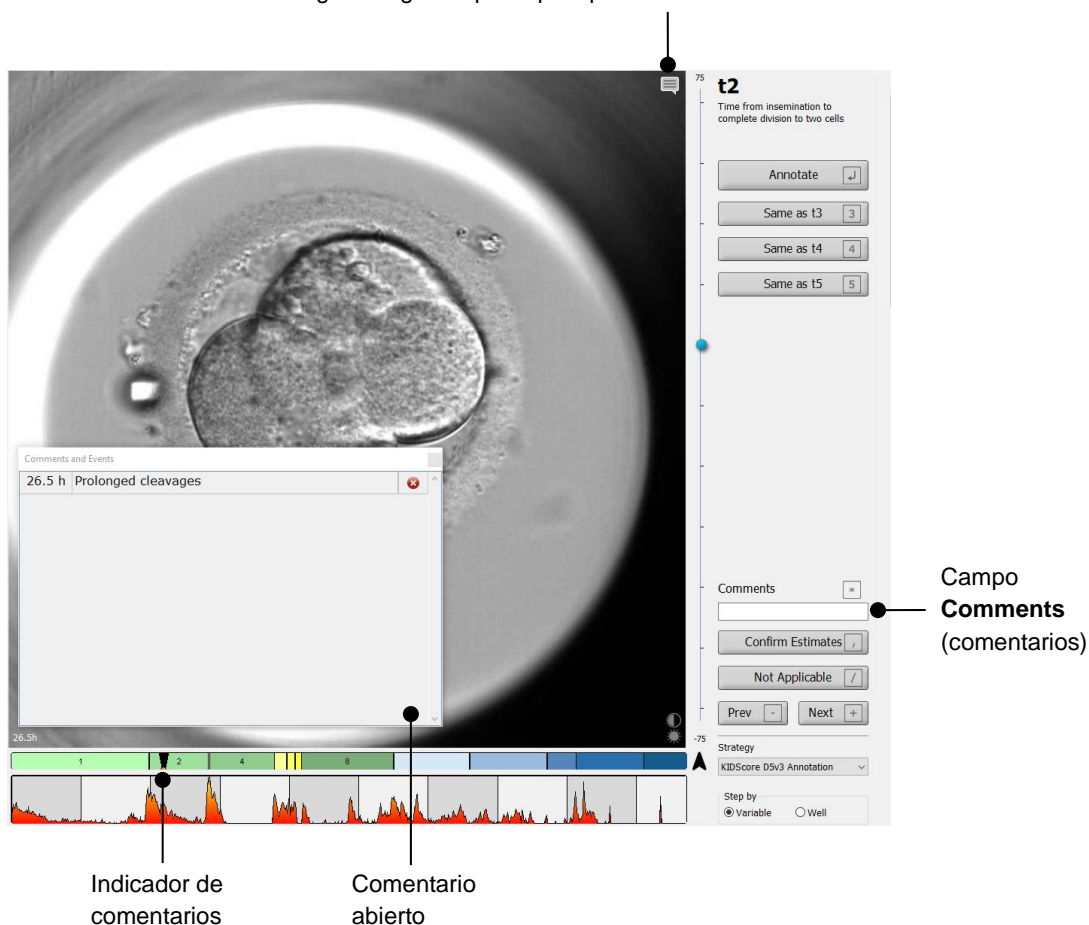 75
t2
Time from insemination to
complete division to two cells
Annotate
Same as t3 3
Same as t4 4
Same as t5 5
Comments and Events
26.5 h Prolonged cleavages
Comments *
Campo
Comments
(comentarios)
Confirm Estimates ,
Not Applicable /
Prev - Next +
26.5h
-75
Strategy
KIDScore D5v3 Annotation
1 2 4 8
Step by
Variable Well
Indicador de
comentarios
Comentario
abierto